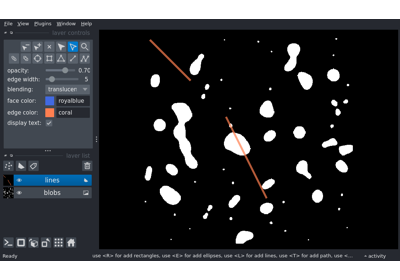 File View Plugins Window Help
layer controls
opacity: 0.70
edge width: 5
blending: translucen
face color: royalblue
edge color: coral
display text:
layer list
lines
blobs
Ready use <R> for add rectangles, use <E> for add ellipses, use <L> for add lines, use <T> for add path, use <... activity